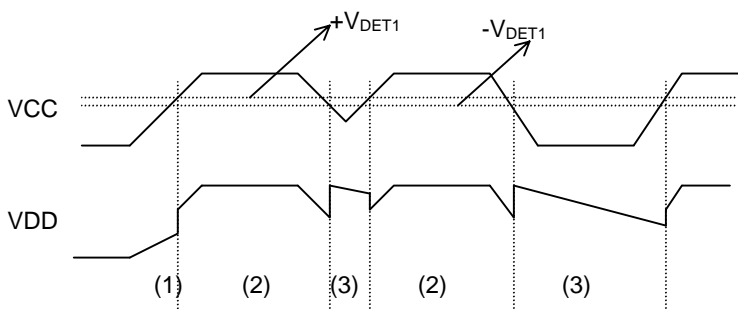 +VDET1
-VDET1
VCC
VDD
(1) (2) (3) (2) (3)